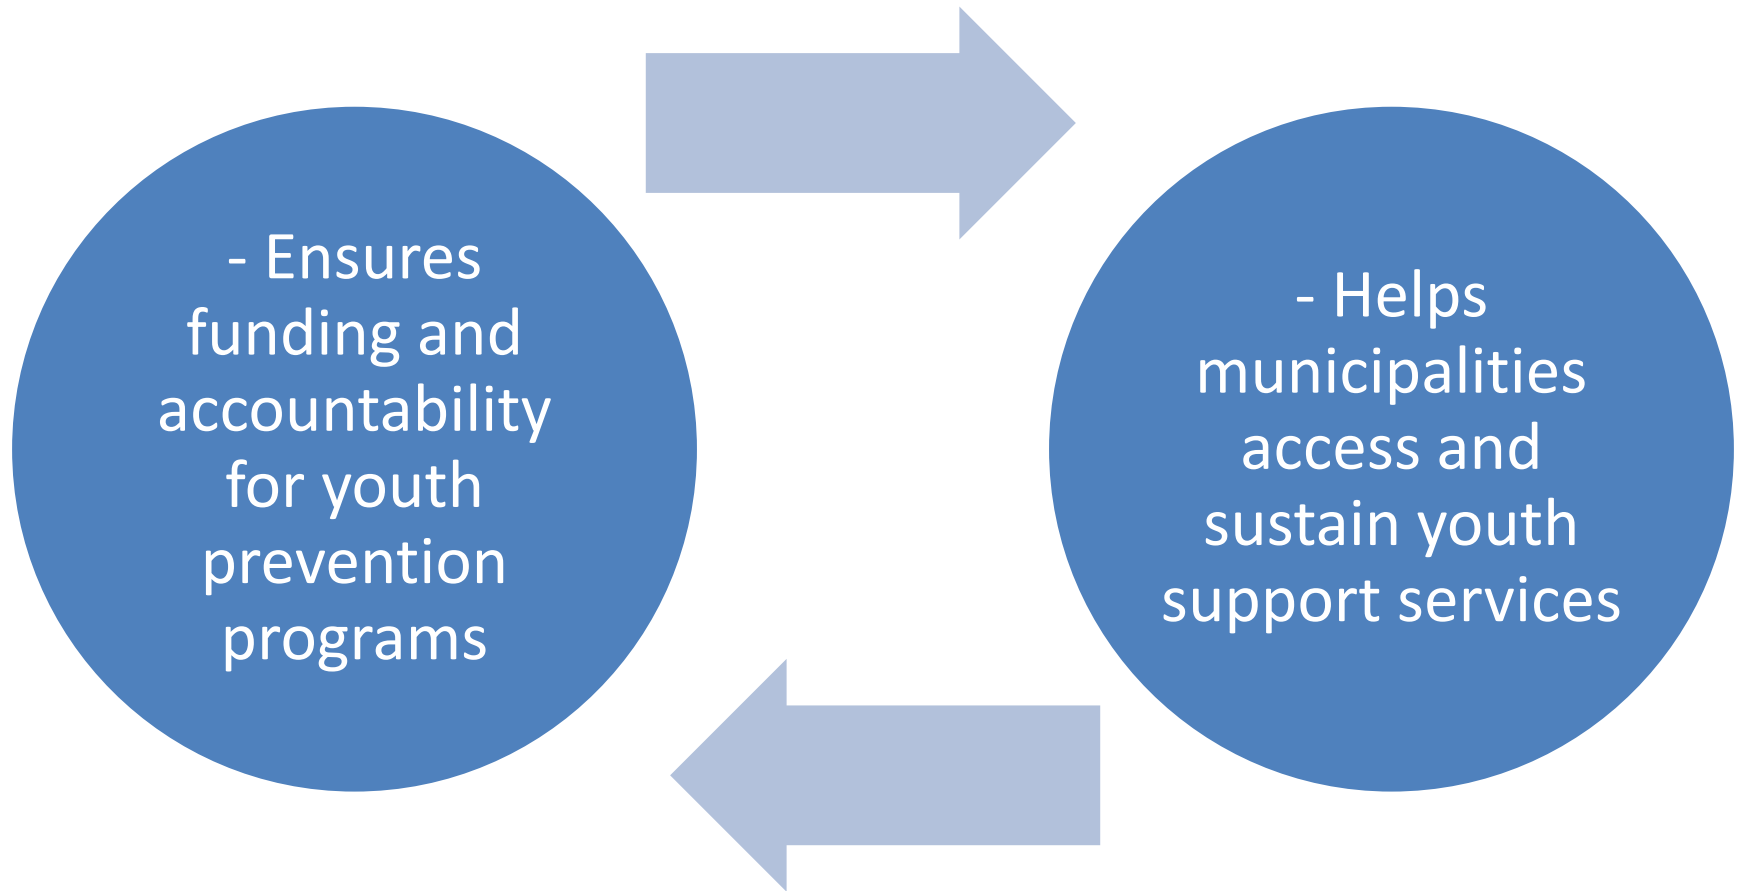 - Ensures
funding and
accountability
for youth
prevention
programs
- Helps
municipalities
access and
sustain youth
support services